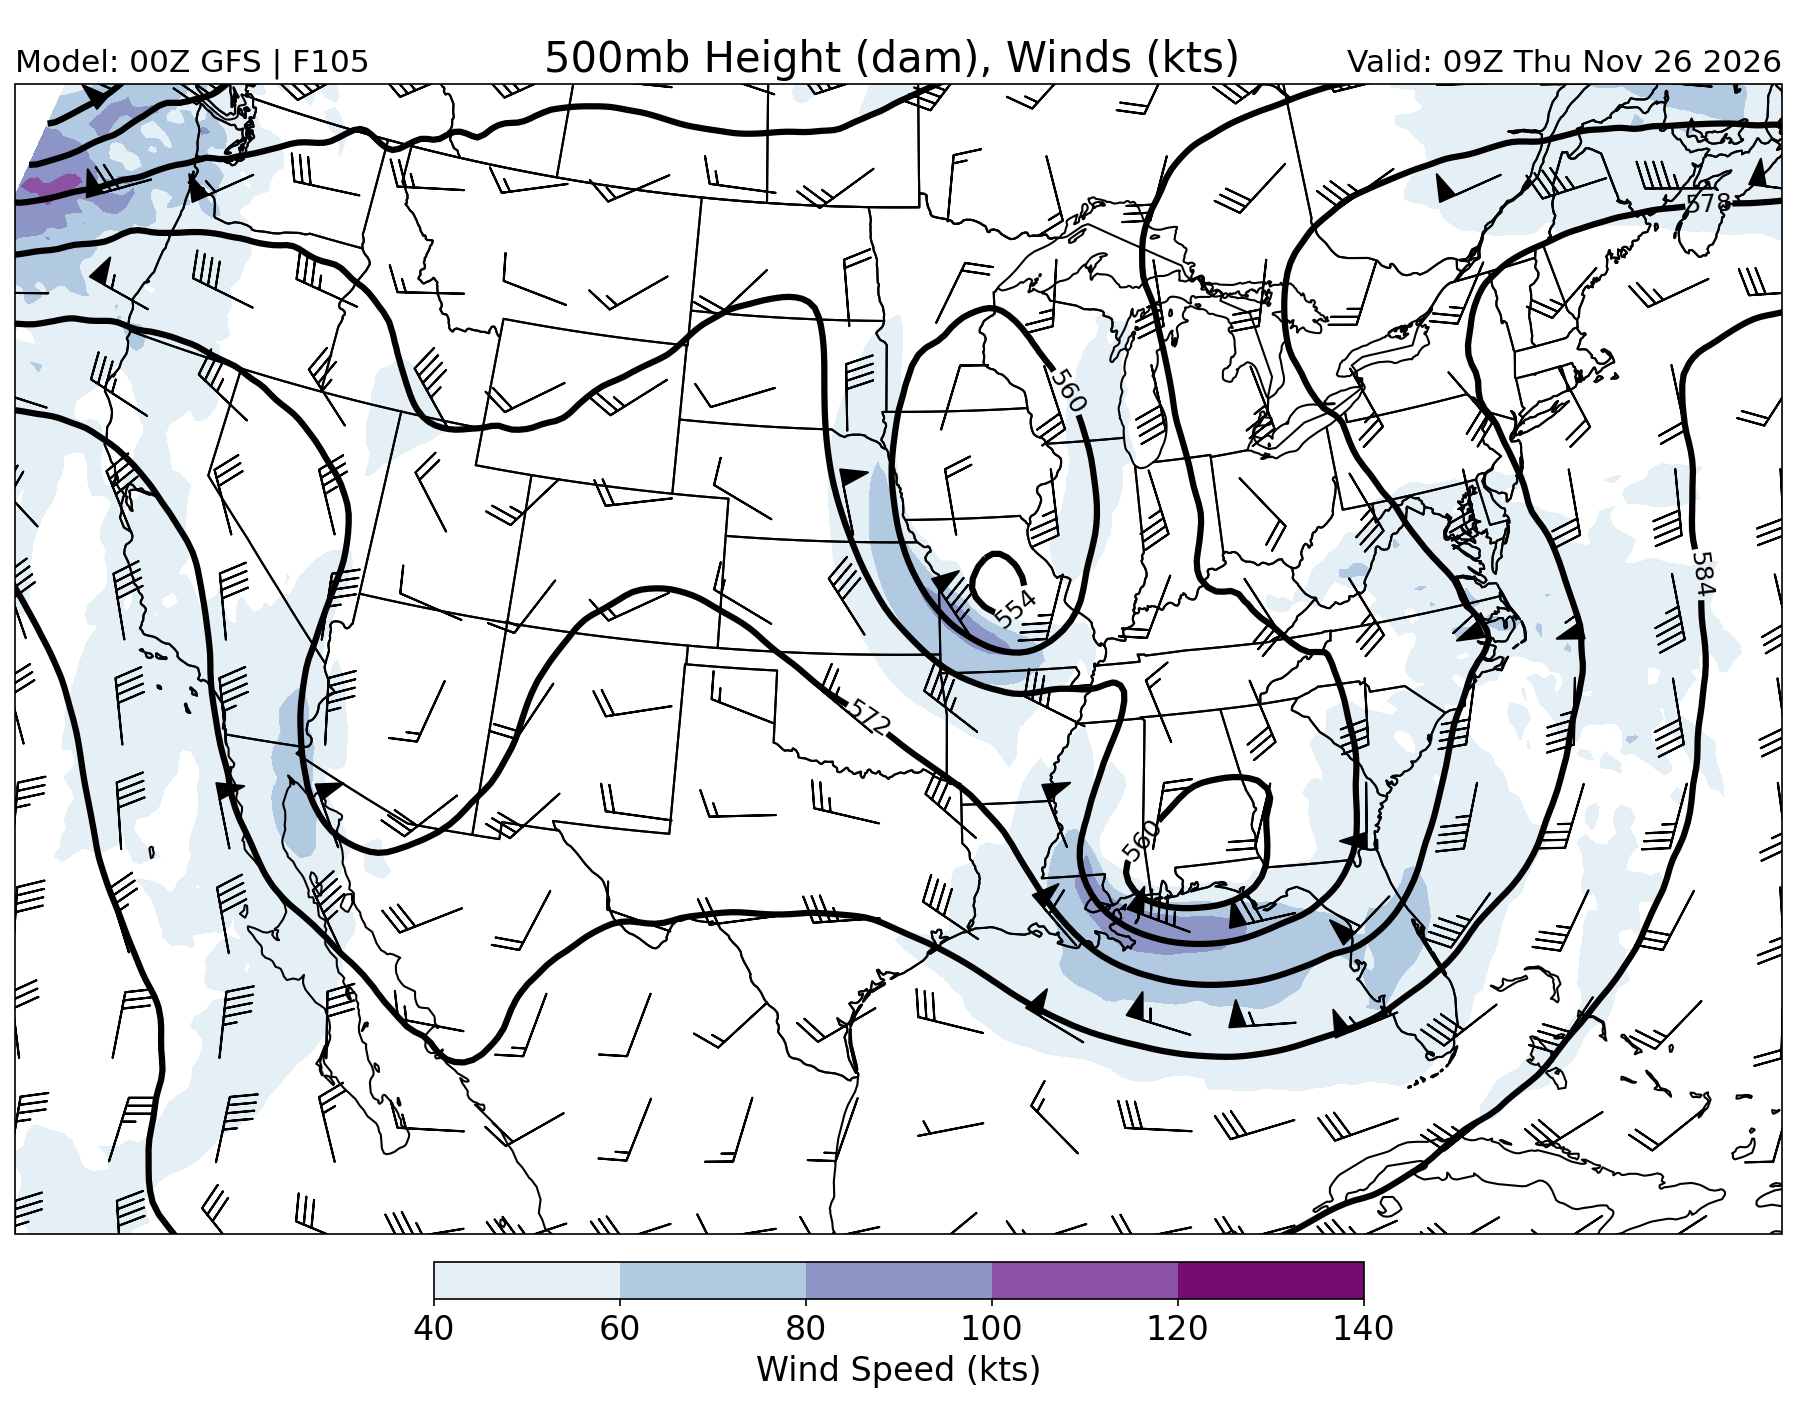 Model: 00Z GFS | F105
500mb Height (dam), Winds (kts)
Valid: 09Z Thu Nov 26 2026
578
560
584
554
572
560
40 60 80 100 120 140
Wind Speed (kts)